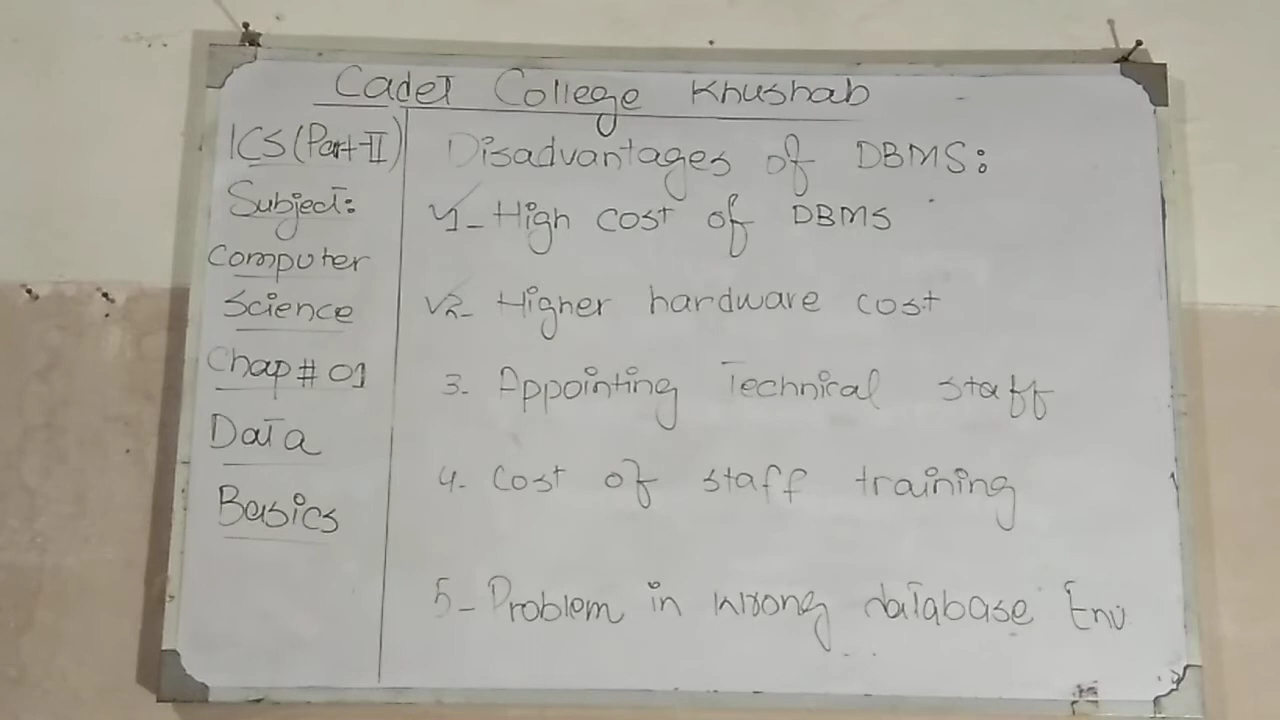 Cadet College Khushab
ICS (Part-II)
Subject:
Computer
Science
Chap # 01
Data
Basics
Disadvantages of DBMS:
1- High cost of DBMS
2- Higher hardware cost
3- Appointing Technical staff
4- Cost of staff training
5- Problem in wrong database Env